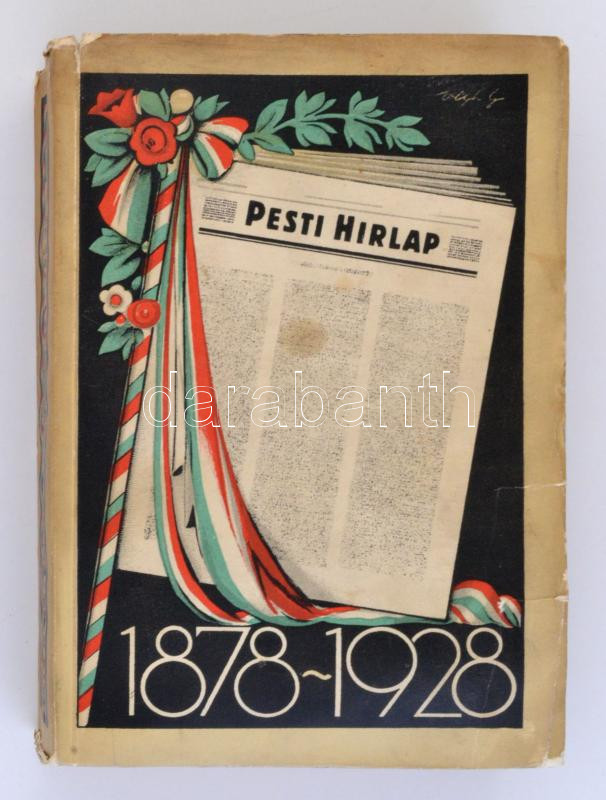 PESTI HIRLAP
darabanth
1878~1928